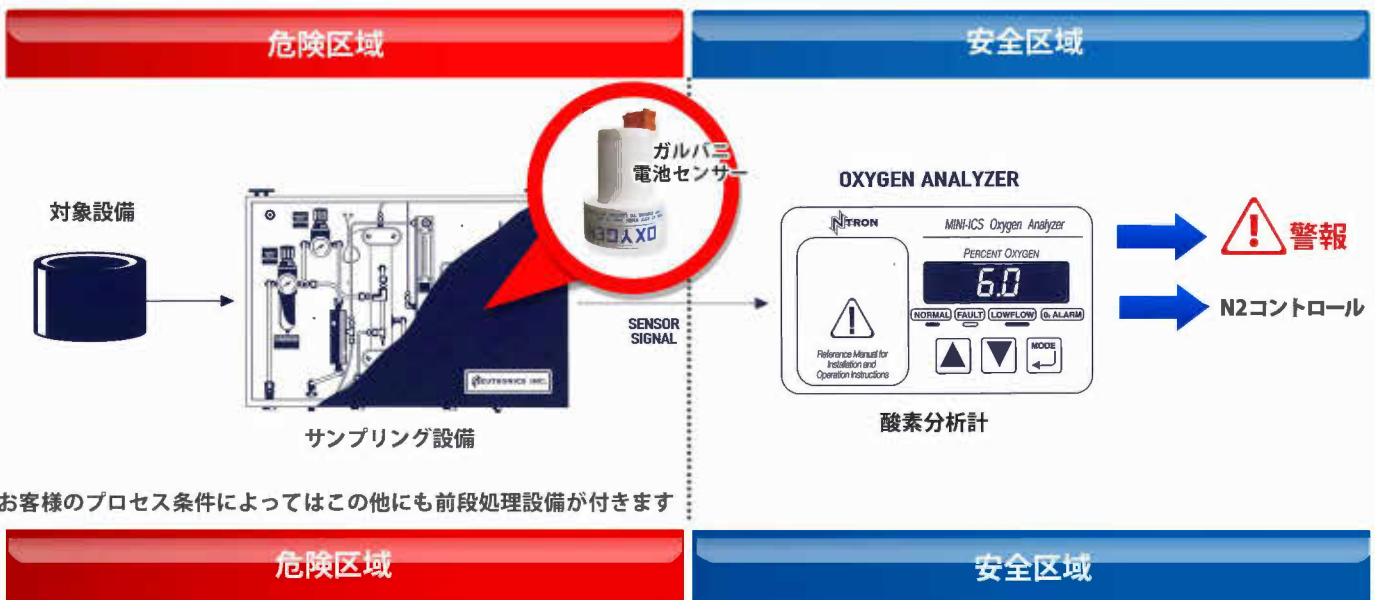 危険区域
安全区域
ガルバニ
電池センサー
OXYGEN
対象設備
SENSOR
SIGNAL
NEUTRONICS INC.
サンプリング設備
OXYGEN ANALYZER
NTRON
MINI-ICS Oxygen Analyzer
PERCENT OXYGEN
6.0
NORMAL
FAULT
LOWFLOW
O₂ ALARM
MODE
Reference Manual for
Installation and
Operation Instructions
酸素分析計
警報
N2コントロール
お客様のプロセス条件によってはこの他にも前段処理設備が付きます
危険区域
安全区域